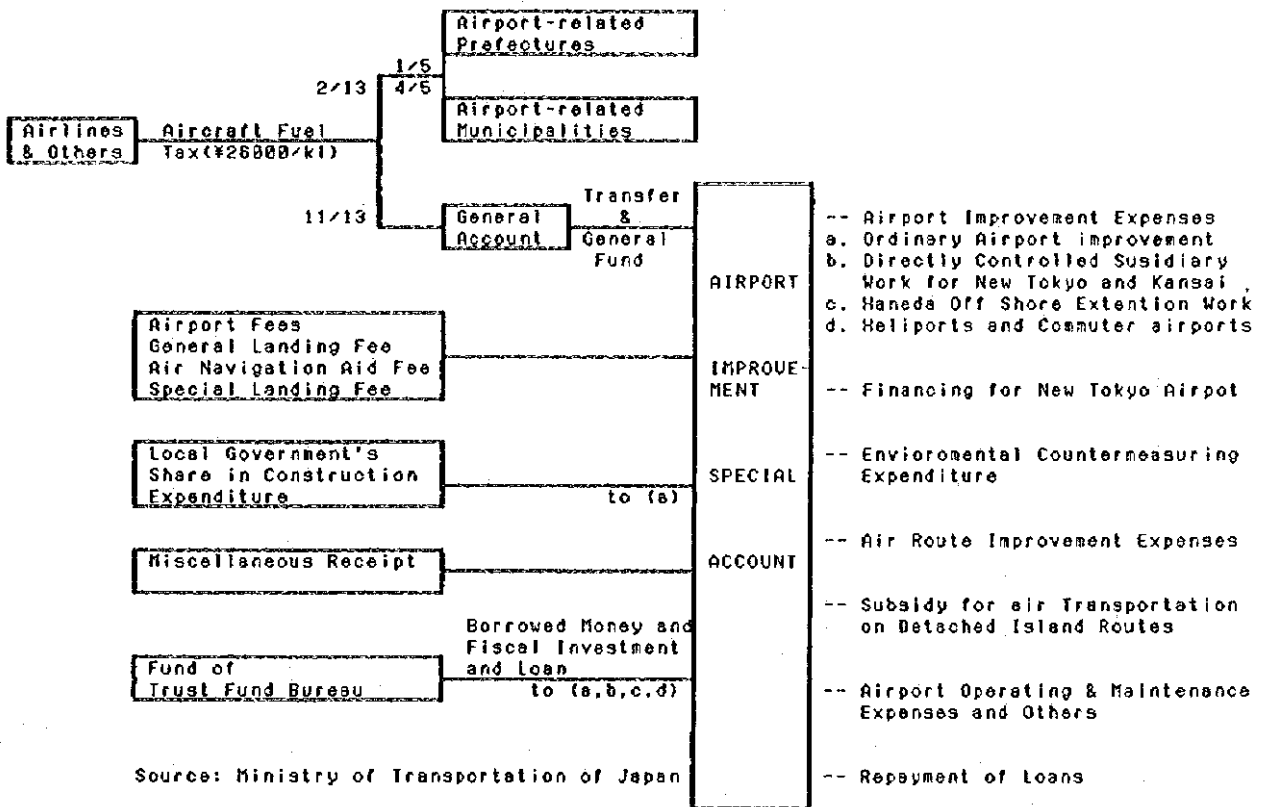 Airport-related
Prefectures
1/5
2/13
4/5
Airport-related
Municipalities
Airlines
& Others
Aircraft Fuel
Tax(¥26000/kl)
11/13
General
Account
Transfer
&
General
Fund
Airport Fees
General Landing Fee
Air Navigation Aid Fee
Special Landing Fee
Local Government's
Share in Construction
Expenditure
to (a)
Miscellaneous Receipt
Borrowed Money and
Fiscal Investment
and Loan
to (a,b,c,d)
Fund of
Trust Fund Bureau
Source: Ministry of Transportation of Japan
AIRPORT
IMPROVE-
MENT
SPECIAL
ACCOUNT
-- Airport Improvement Expenses
a. Ordinary Airport improvement
b. Directly Controlled Susidiary
Work for New Tokyo and Kansai
c. Haneda Off Shore Extention Work
d. Heliports and Commuter airports
-- Financing for New Tokyo Airpot
-- Envioromental Countermeasuring
Expenditure
-- Air Route Improvement Expenses
-- Subsidy for air Transportation
on Detached Island Routes
-- Airport Operating & Maintenance
Expenses and Others
-- Repayment of Loans